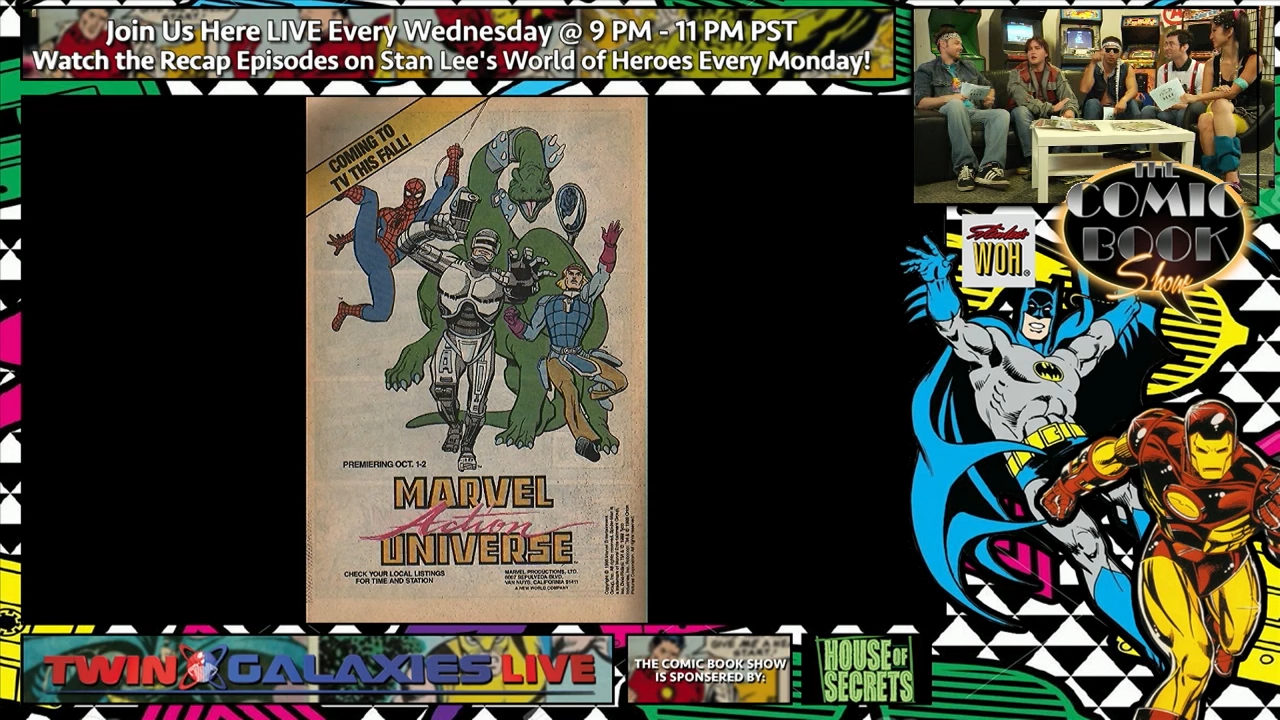 Join Us Here LIVE Every Wednesday @ 9 PM - 11 PM PST
Watch the Recap Episodes on Stan Lee's World of Heroes Every Monday!
COMING TO
TV THIS FALL!
PREMIERING OCT. 1-2
MARVEL
Action
UNIVERSE
CHECK YOUR LOCAL LISTINGS
FOR TIME AND STATION
MARVEL PRODUCTIONS, LTD.
VAN NUYS, CALIFORNIA 91411
A NEW WORLD COMPANY
THE
COMIC
BOOK
Show
Stan Lee's
WOH
TWIN GALAXIES LIVE
THE COMIC BOOK SHOW
IS SPONSERED BY:
HOUSE OF
SECRETS